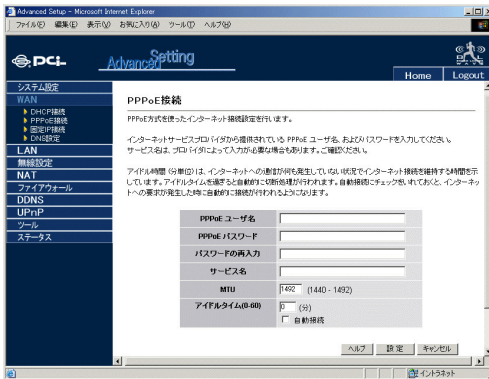 Advanced Setup - Microsoft Internet Explorer
ファイル(F) 編集(E) 表示(V) お気に入り(A) ツール(T) ヘルプ(H)
PCi
Advanced Setting
Home Logout
システム設定
WAN
DHCP接続
PPPoE接続
固定IP接続
DNS設定
LAN
無線設定
NAT
ファイアウォール
DDNS
UPnP
ツール
ステータス
PPPoE接続
PPPoE方式を使ったインターネット接続設定を行います。
インターネットサービスプロバイダから提供されている PPPoE ユーザ名、およびパスワードを入力してください。
サービス名は、プロバイダによって入力が必要な場合もあります。ご確認ください。
アイドル時間 (分単位) は、インターネットへの通信が何も発生していない状況でインターネット接続を維持する時間を示
しています。アイドルタイムを過ぎると自動的に切断処理が行われます。自動接続にチェックをいれておくと、インターネッ
トへの要求が発生した時に自動的に接続が行われるようになります。
PPPoE ユーザ名
PPPoE パスワード
パスワードの再入力
サービス名
MTU 1492 (1440 - 1492)
アイドルタイム(0-60) 0 (分)
自動接続
ヘルプ 設定 キャンセル
イントラネット